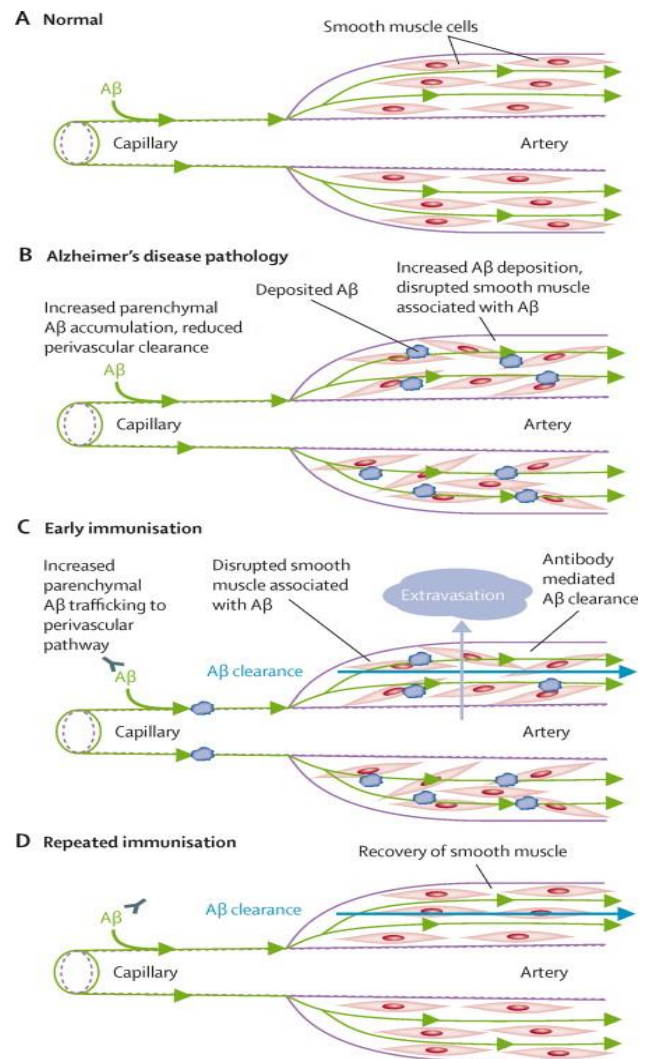 A Normal
Smooth muscle cells
Aβ
Capillary
Artery
B Alzheimer's disease pathology
Increased parenchymal
Aβ accumulation, reduced
perivascular clearance
Deposited Aβ
Increased Aβ deposition,
disrupted smooth muscle
associated with Aβ
Aβ
Capillary
Artery
C Early immunisation
Increased
parenchymal
Aβ trafficking to
perivascular
pathway
Disrupted smooth
muscle associated
with Aβ
Extravasation
Antibody
mediated
Aβ clearance
Aβ
Aβ clearance
Capillary
Artery
D Repeated immunisation
Recovery of smooth muscle
Aβ
Aβ clearance
Capillary
Artery